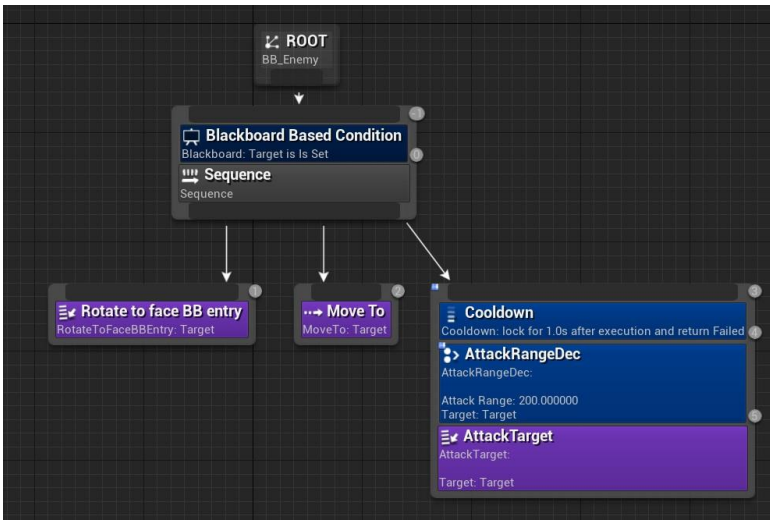 ROOT
BB_Enemy
-1
Blackboard Based Condition
Blackboard: Target is Is Set
0
Sequence
Sequence
1
Rotate to face BB entry
RotateToFaceBBEntry: Target
2
Move To
MoveTo: Target
3
Cooldown
Cooldown: lock for 1.0s after execution and return Failed
4
AttackRangeDec
AttackRangeDec:
Attack Range: 200.000000
Target: Target
5
AttackTarget
AttackTarget:
Target: Target